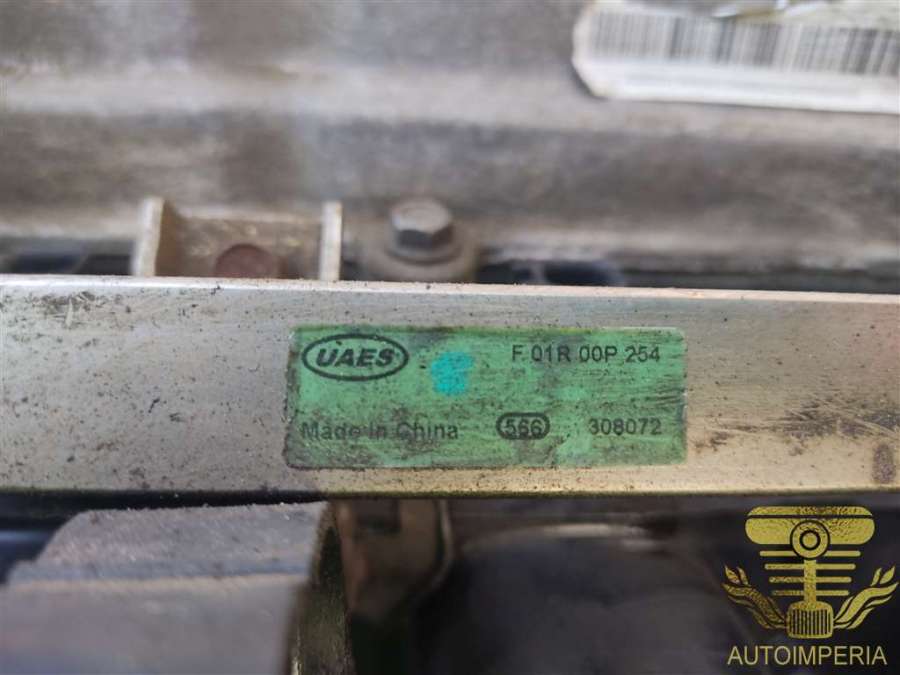 UAES F 01R 00P 254
Made in China 566 308072
AUTOIMPERIA